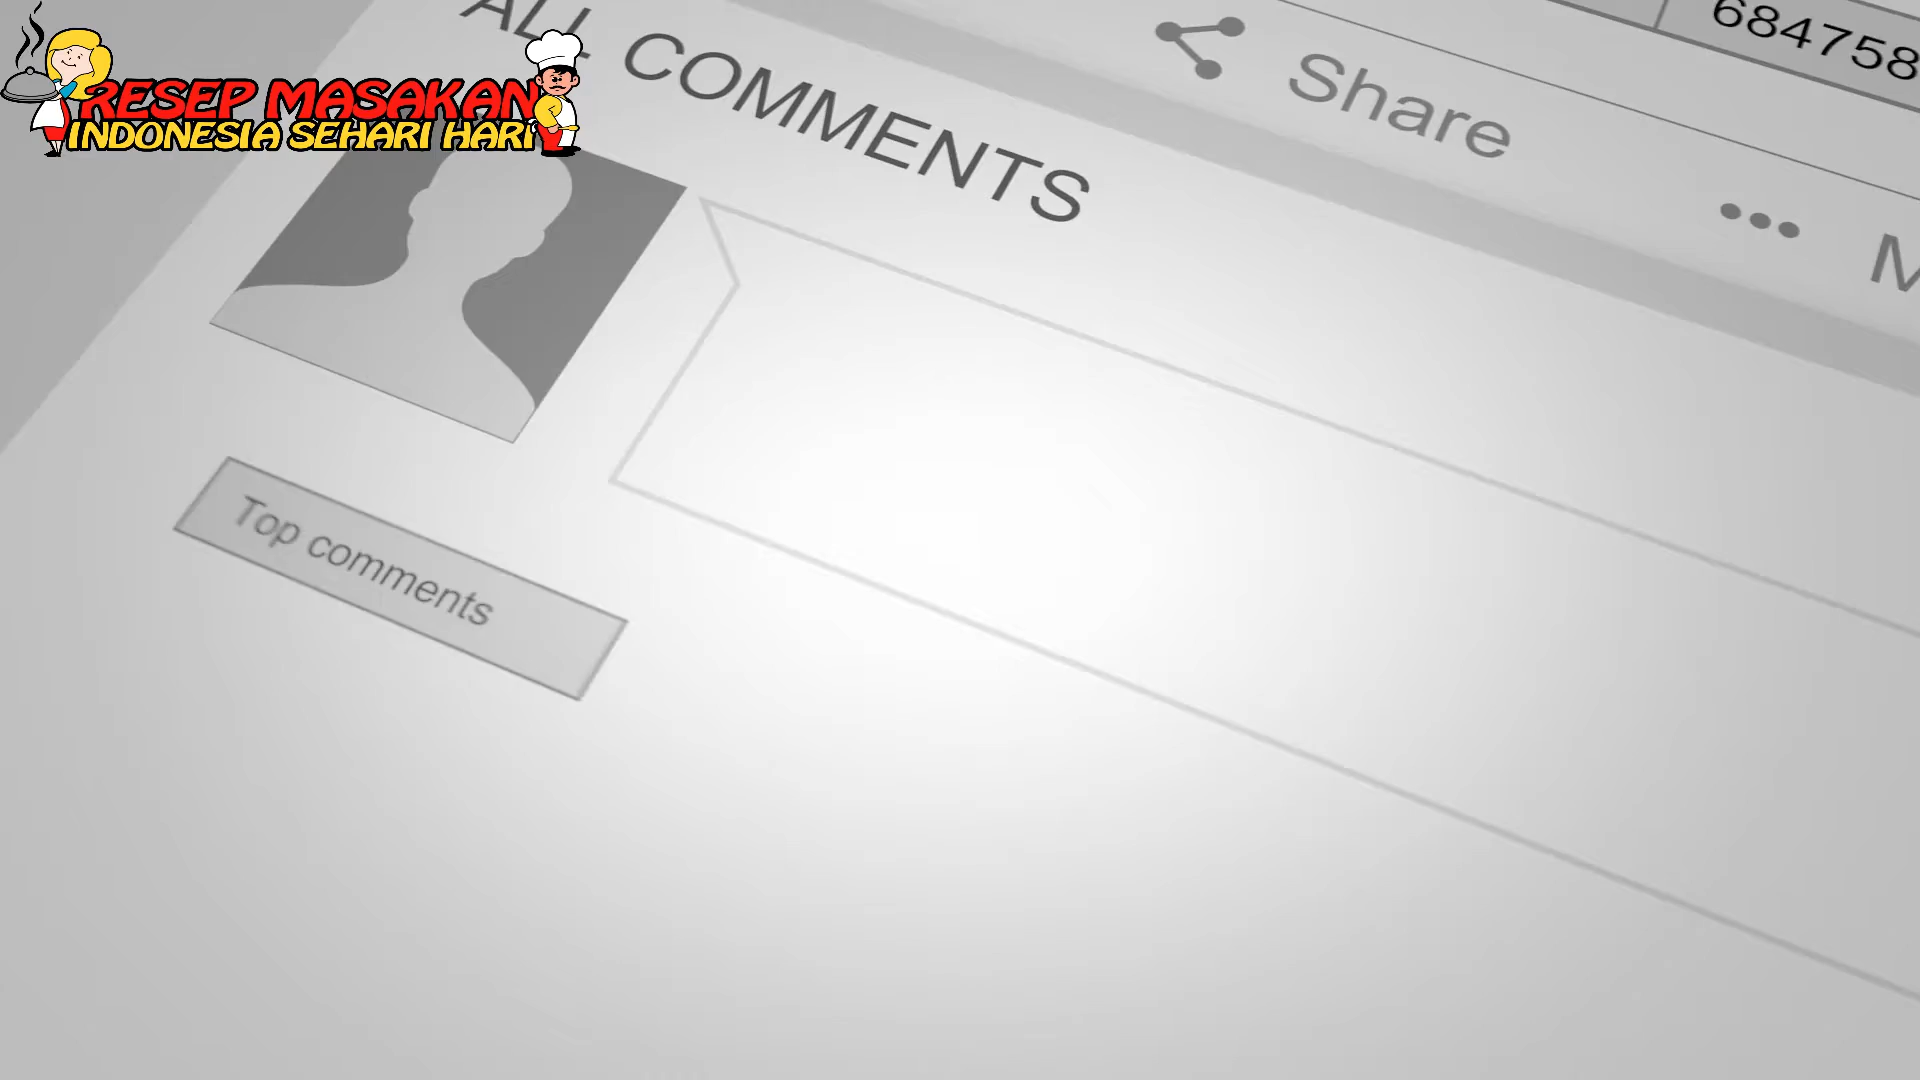 RESEP MASAKAN
INDONESIA SEHARI HARI
ALL COMMENTS
Share
684758
Top comments